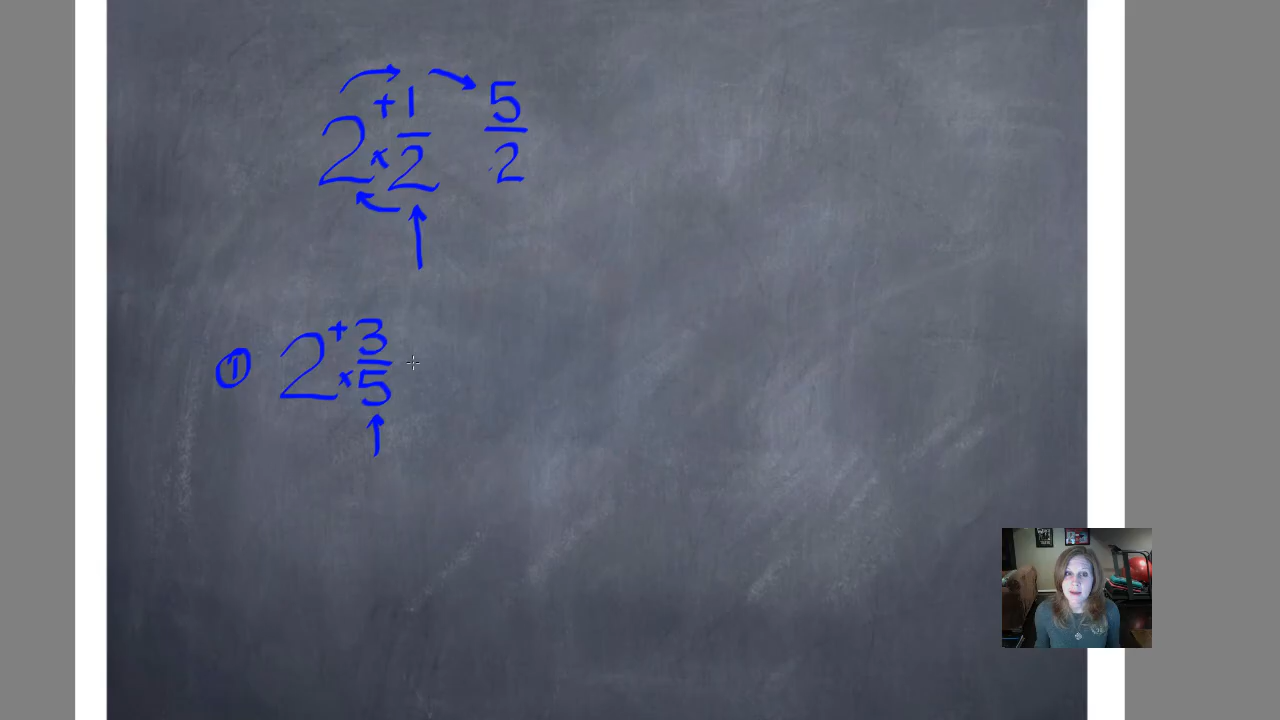 2 + 1/2 × 5/2
① 2 + 3/5 ×